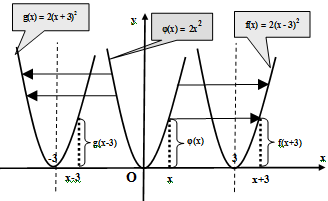 g(x) = 2(x + 3)²
y
φ(x) = 2x²
f(x) = 2(x - 3)²
g(x-3)
φ(x)
f(x+3)
-3
3
x
x-3
O
x
x+3